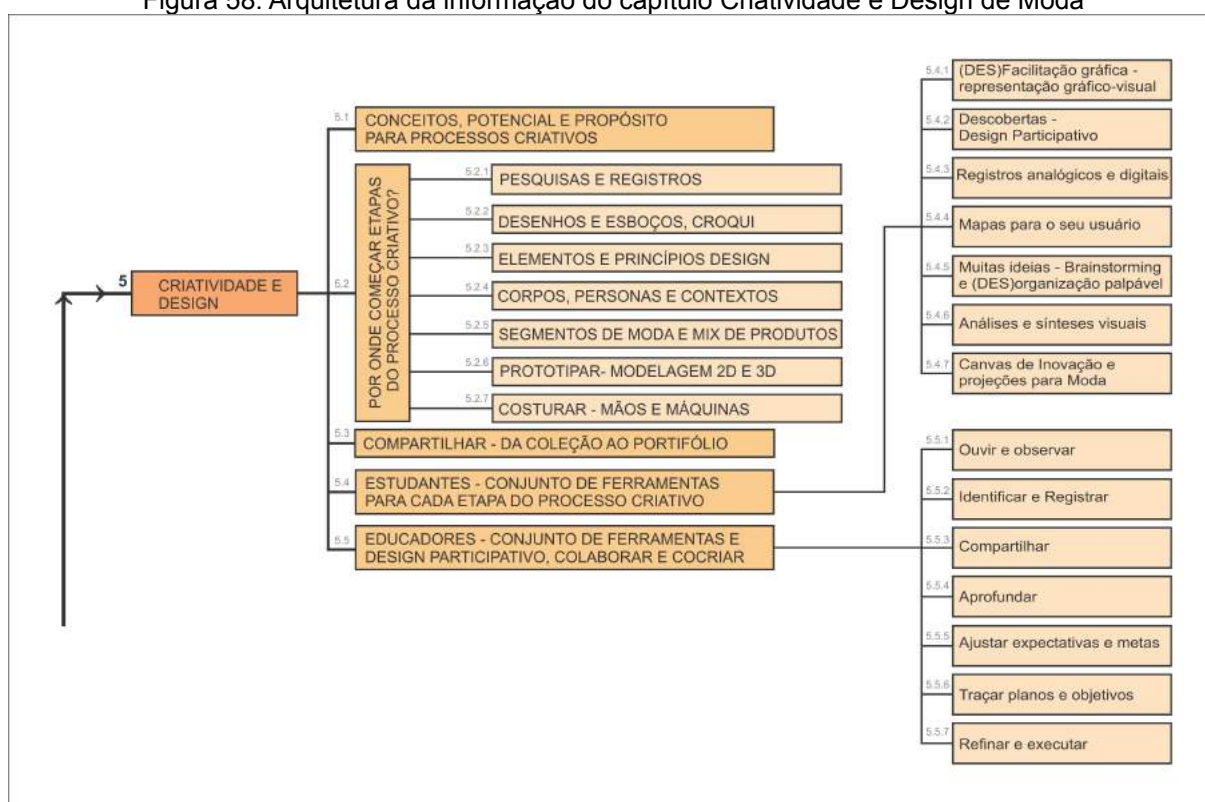 Figura 58: Arquitetura da informação do capítulo Criatividade e Design de Moda
5
CRIATIVIDADE E
DESIGN
5.1
CONCEITOS, POTENCIAL E PROPÓSITO
PARA PROCESSOS CRIATIVOS
5.2
POR ONDE COMEÇAR ETAPAS
DO PROCESSO CRIATIVO?
5.2.1
PESQUISAS E REGISTROS
5.2.2
DESENHOS E ESBOÇOS, CROQUI
5.2.3
ELEMENTOS E PRINCÍPIOS DESIGN
5.2.4
CORPOS, PERSONAS E CONTEXTOS
5.2.5
SEGMENTOS DE MODA E MIX DE PRODUTOS
5.2.6
PROTOTIPAR- MODELAGEM 2D E 3D
5.2.7
COSTURAR - MÃOS E MÁQUINAS
5.3
COMPARTILHAR - DA COLEÇÃO AO PORTIFÓLIO
5.4
ESTUDANTES - CONJUNTO DE FERRAMENTAS
PARA CADA ETAPA DO PROCESSO CRIATIVO
5.5
EDUCADORES - CONJUNTO DE FERRAMENTAS E
DESIGN PARTICIPATIVO, COLABORAR E COCRIAR
5.4.1
(DES)Facilitação gráfica -
representação gráfico-visual
5.4.2
Descobertas -
Design Participativo
5.4.3
Registros analógicos e digitais
5.4.4
Mapas para o seu usuário
5.4.5
Muitas ideias - Brainstorming
e (DES)organização palpável
5.4.6
Análises e sínteses visuais
5.4.7
Canvas de Inovação e
projeções para Moda
5.5.1
Ouvir e observar
5.5.2
Identificar e Registrar
5.5.3
Compartilhar
5.5.4
Aprofundar
5.5.5
Ajustar expectativas e metas
5.5.6
Traçar planos e objetivos
5.5.7
Refinar e executar